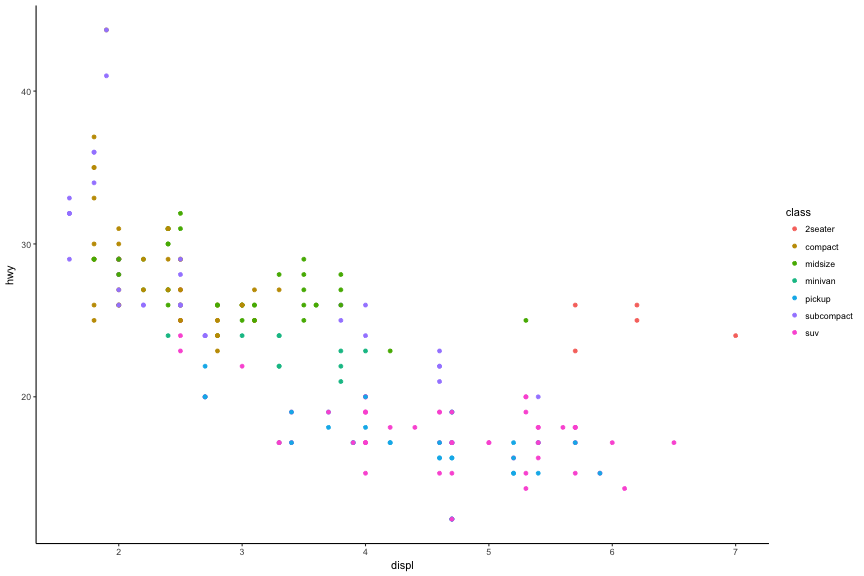 40
30
20
hwy
2 3 4 5 6 7
displ
class
2seater
compact
midsize
minivan
pickup
subcompact
suv